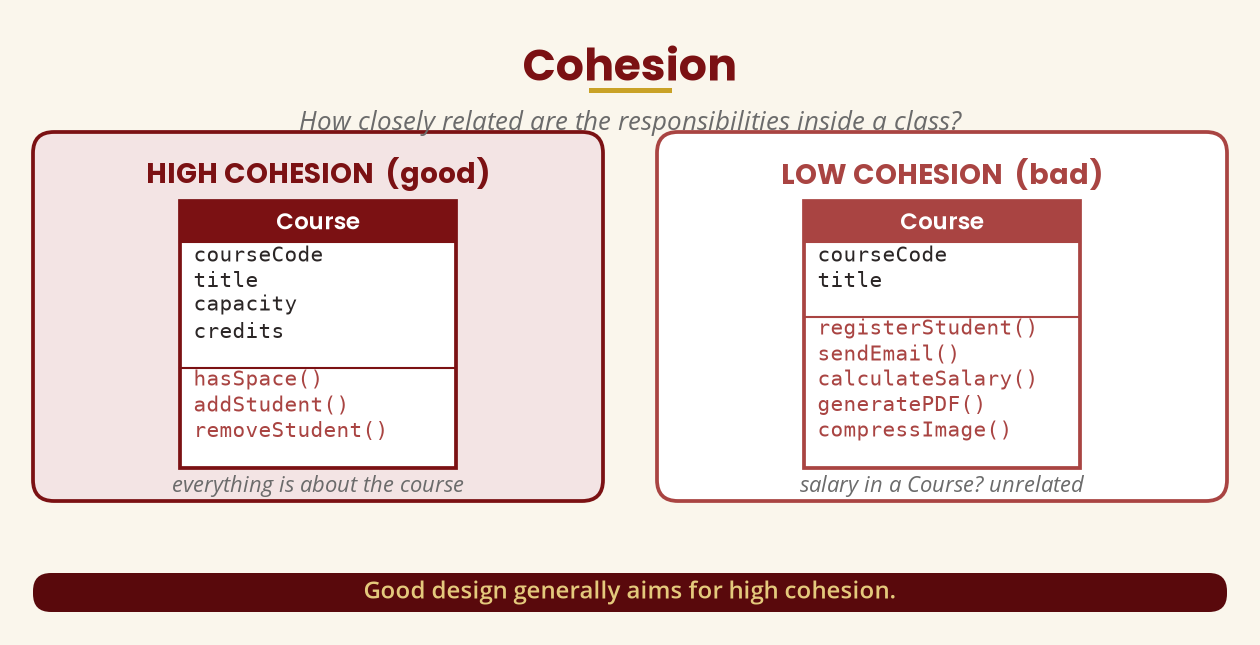 Cohesion
How closely related are the responsibilities inside a class?
HIGH COHESION (good)
Course
courseCode
title
capacity
credits
hasSpace()
addStudent()
removeStudent()
everything is about the course
LOW COHESION (bad)
Course
courseCode
title
registerStudent()
sendEmail()
calculateSalary()
generatePDF()
compressImage()
salary in a Course? unrelated
Good design generally aims for high cohesion.